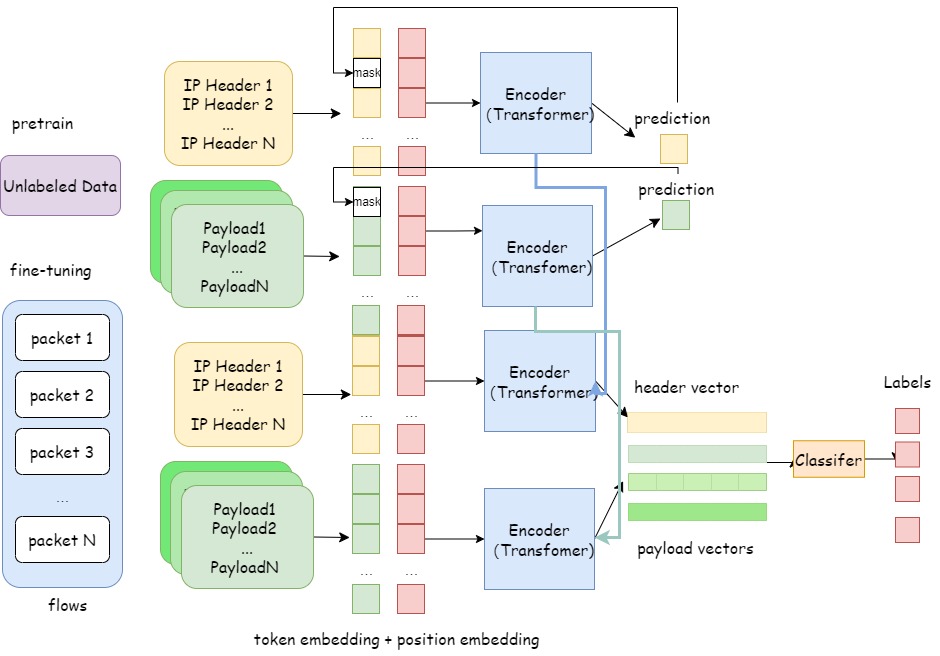 pretrain
Unlabeled Data
fine-tuning
packet 1
packet 2
packet 3
...
packet N
flows
IP Header 1
IP Header 2
...
IP Header N
Payload1
Payload2
...
PayloadN
IP Header 1
IP Header 2
...
IP Header N
Payload1
Payload2
...
PayloadN
mask
...
...
mask
...
...
...
...
...
...
token embedding + position embedding
Encoder
(Transformer)
Encoder
(Transfomer)
Encoder
(Transformer)
Encoder
(Transfomer)
prediction
prediction
header vector
payload vectors
Classifer
Labels